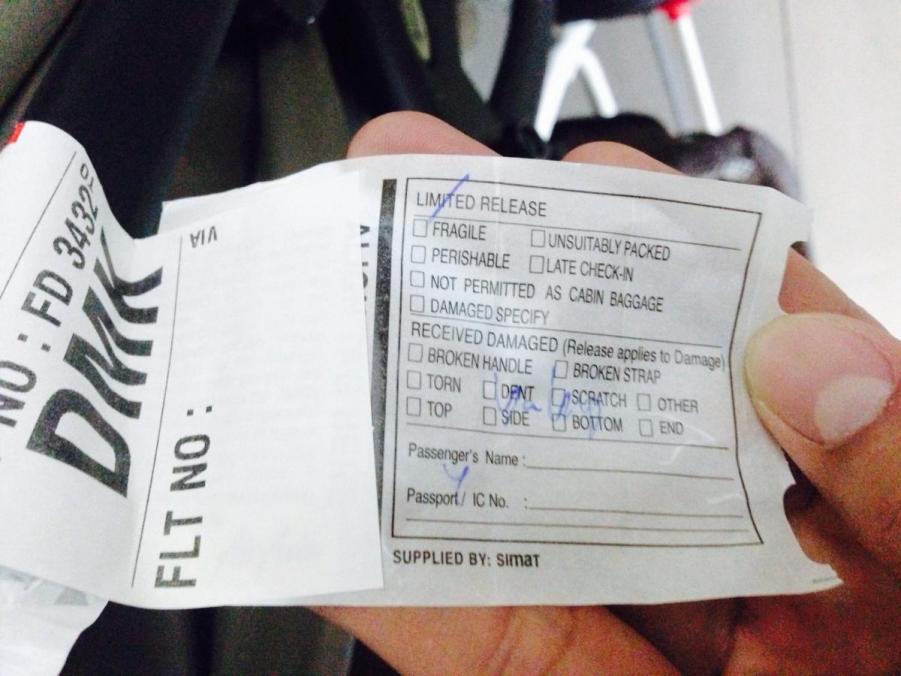 NO : FD 3432
DMK
VIA
FLT NO :
LIMITED RELEASE
FRAGILE UNSUITABLY PACKED
PERISHABLE LATE CHECK-IN
NOT PERMITTED AS CABIN BAGGAGE
DAMAGED SPECIFY
RECEIVED DAMAGED (Release applies to Damage)
BROKEN HANDLE BROKEN STRAP
TORN DENT SCRATCH OTHER
TOP SIDE BOTTOM END
Passenger's Name :
Passport / IC No. :
SUPPLIED BY: SIMAT